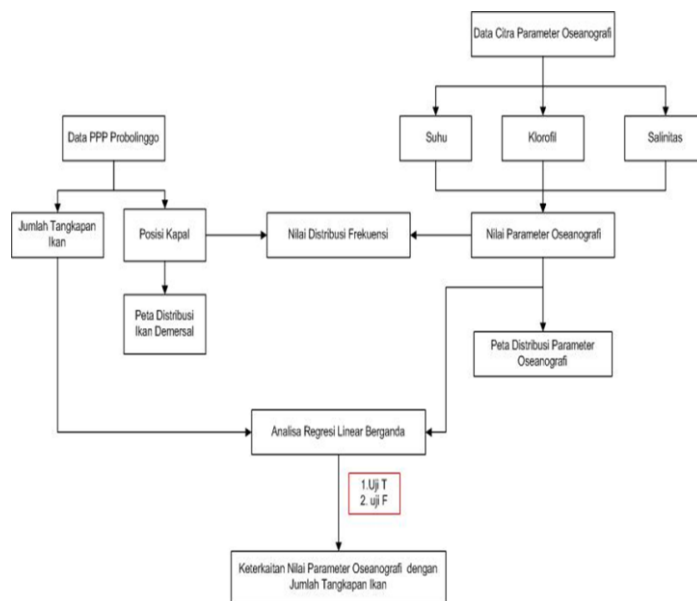 Data Citra Parameter Oseanografi
Data PPP Probolinggo
Suhu
Klorofil
Salinitas
Jumlah Tangkapan
Ikan
Posisi Kapal
Nilai Distribusi Frekuensi
Nilai Parameter Oseanografi
Peta Distribusi
Ikan Demersal
Peta Distribusi Parameter
Oseanografi
Analisa Regresi Linear Berganda
1.Uji T
2. uji F
Keterkaitan Nilai Parameter Oseanografi dengan
Jumlah Tangkapan Ikan